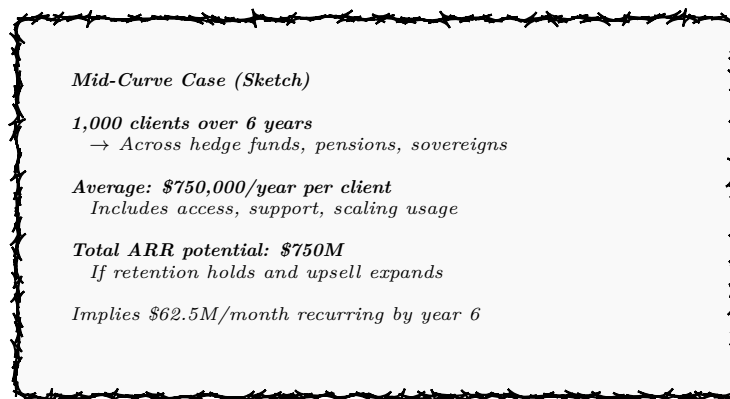 Mid-Curve Case (Sketch)
1,000 clients over 6 years
→ Across hedge funds, pensions, sovereigns
Average: $750,000/year per client
Includes access, support, scaling usage
Total ARR potential: $750M
If retention holds and upsell expands
Implies $62.5M/month recurring by year 6